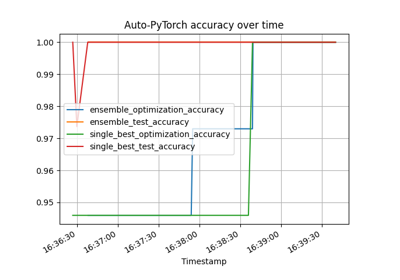 Auto-PyTorch accuracy over time
1.00
0.99
0.98
0.97
0.96
0.95
ensemble_optimization_accuracy
ensemble_test_accuracy
single_best_optimization_accuracy
single_best_test_accuracy
16:36:30
16:37:00
16:37:30
16:38:00
16:38:30
16:39:00
16:39:30
Timestamp